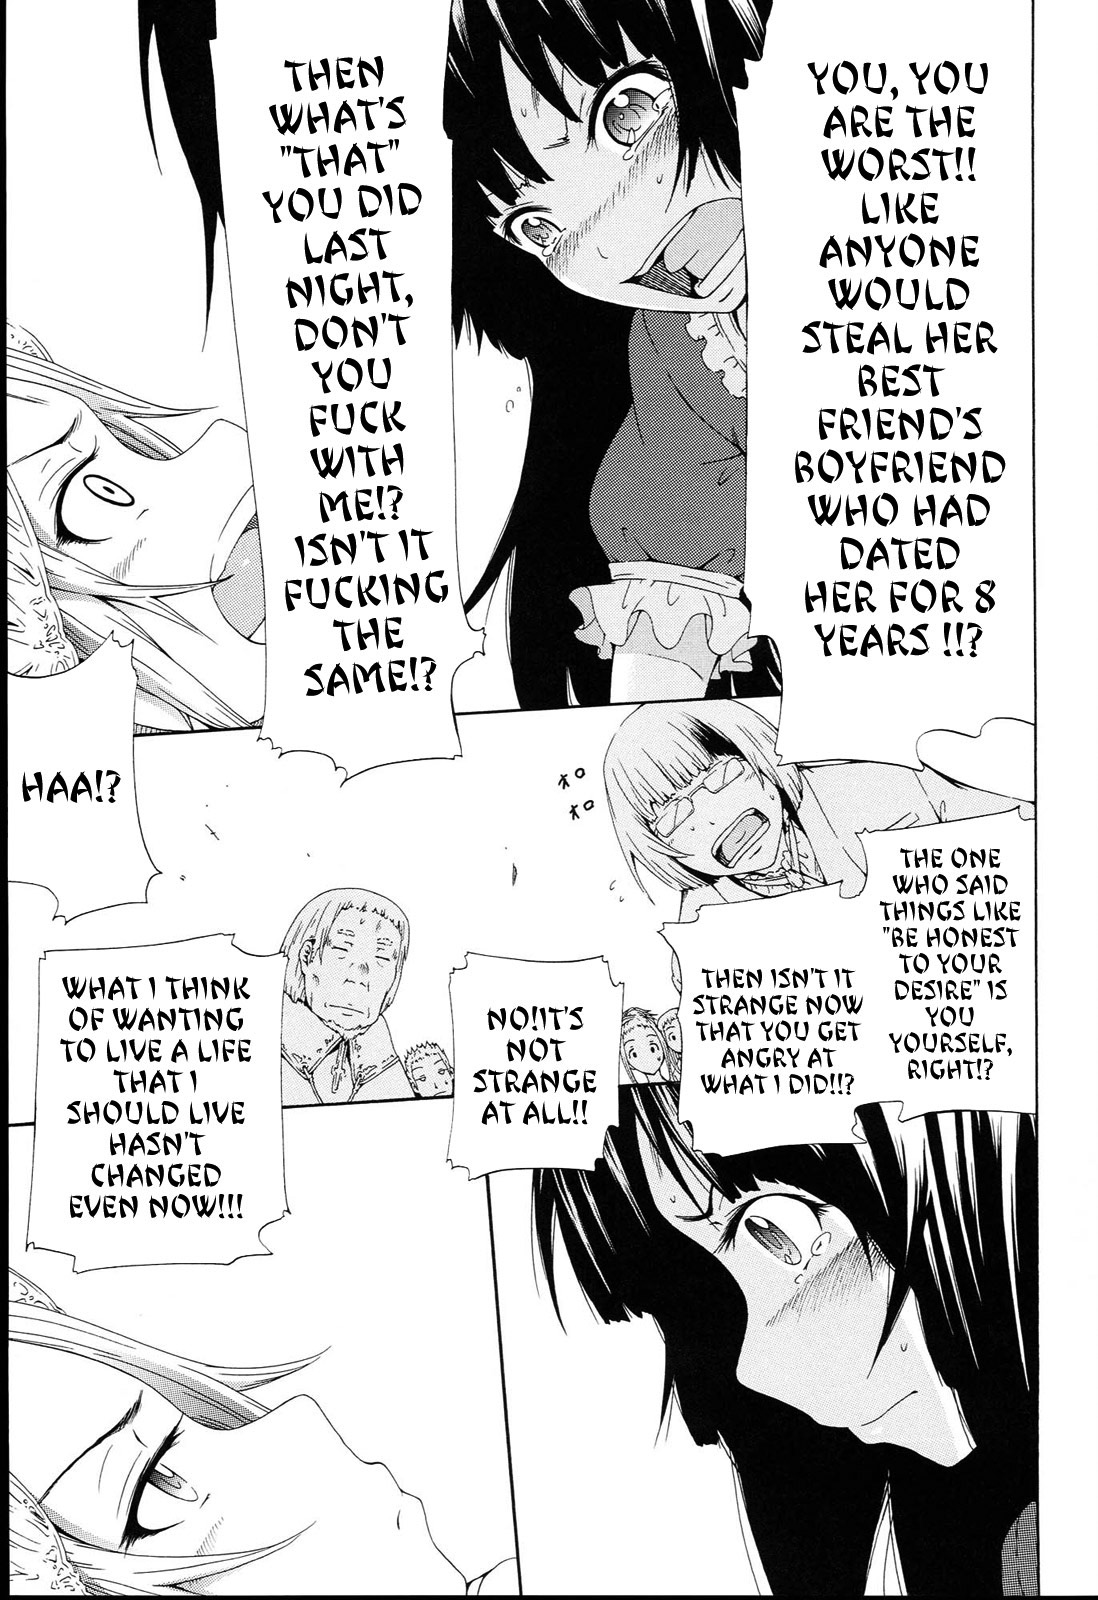 YOU, YOU
ARE THE
WORST!!
LIKE
ANYONE
WOULD
STEAL HER
BEST
FRIEND'S
BOYFRIEND
WHO HAD
DATED
HER FOR 8
YEARS !!?
THEN
WHAT'S
"THAT"
YOU DID
LAST
NIGHT,
DON'T
YOU
FUCK
WITH
ME!?
ISN'T IT
FUCKING
THE
SAME!?
HAA!?
オロ
オロ
THE ONE
WHO SAID
THINGS LIKE
"BE HONEST
TO YOUR
DESIRE" IS
YOU
YOURSELF,
RIGHT!?
THEN ISN'T IT
STRANGE NOW
THAT YOU GET
ANGRY AT
WHAT I DID!!?
NO!IT'S
NOT
STRANGE
AT ALL!!
WHAT I THINK
OF WANTING
TO LIVE A LIFE
THAT I
SHOULD LIVE
HASN'T
CHANGED
EVEN NOW!!!